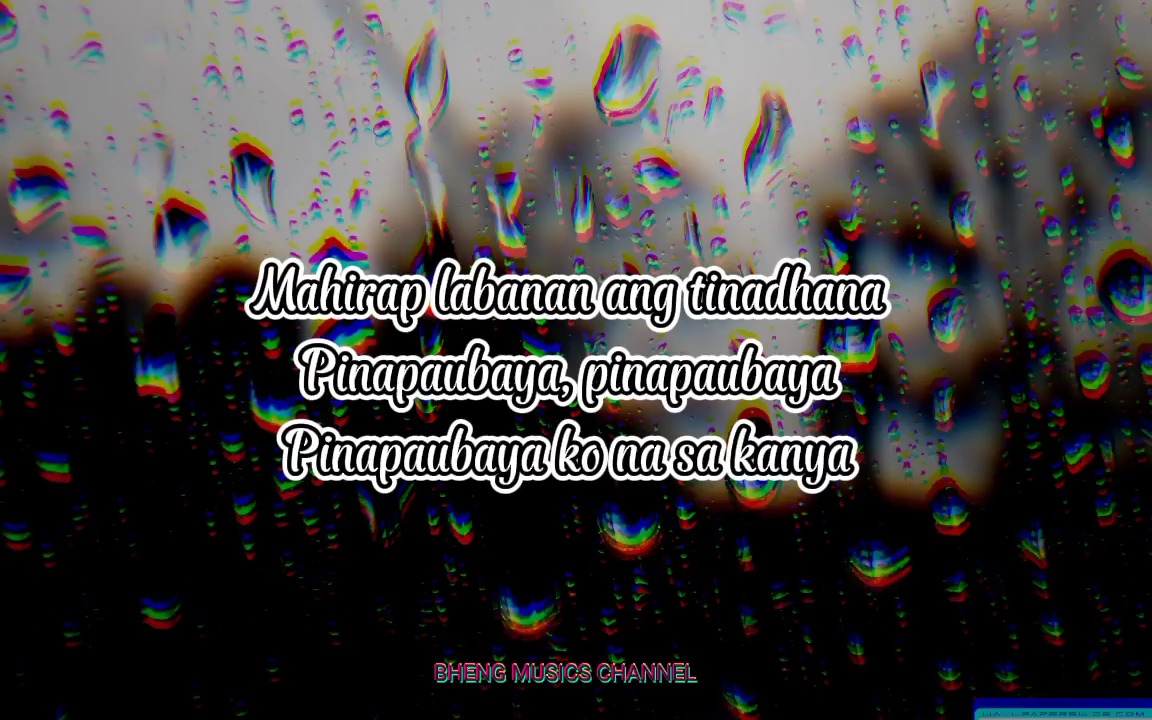 Mahirap labanan ang tinadhana
Pinapaubaya, pinapaubaya
Pinapaubaya ko na sa kanya
BHENG MUSICS CHANNEL